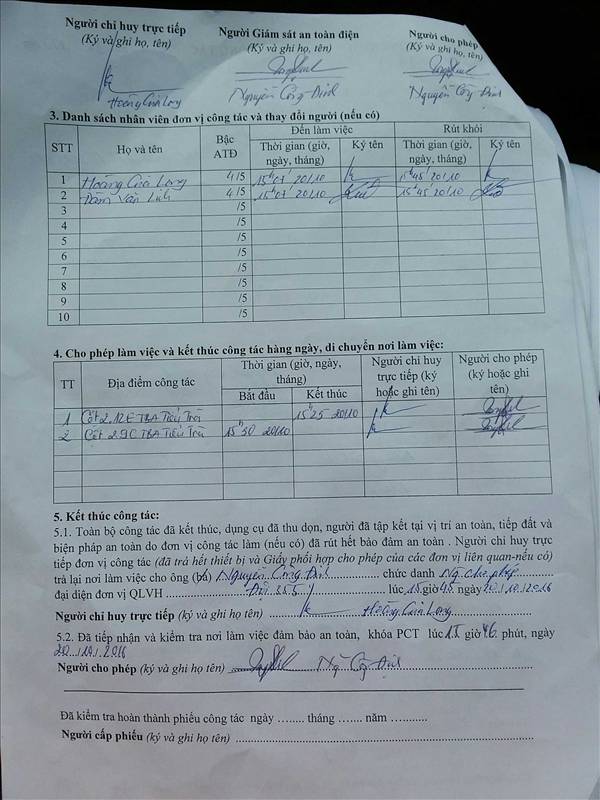 Người chỉ huy trực tiếp
(Ký và ghi họ, tên)
Người Giám sát an toàn điện
(Ký và ghi họ, tên)
Người cho phép
(Ký và ghi họ, tên)
Hoàng Gia Long
Nguyễn Công Định
Nguyễn Công Định
3. Danh sách nhân viên đơn vị công tác và thay đổi người (nếu có)
STT Họ và tên Bậc ATĐ Đến làm việc Rút khỏi
Thời gian (giờ, ngày, tháng) Ký tên Thời gian (giờ, ngày, tháng) Ký tên
1 Hoàng Gia Long 4/5 15h07' 20/10 15h45' 20/10
2 Đàm Văn Linh 4/5 15h07' 20/10 15h45' 20/10
3 /5
4 /5
5 /5
6 /5
7 /5
8 /5
9 /5
10 /5
4. Cho phép làm việc và kết thúc công tác hàng ngày, di chuyển nơi làm việc:
TT Địa điểm công tác Thời gian (giờ, ngày, tháng) Người chỉ huy trực tiếp (ký hoặc ghi tên) Người cho phép (ký hoặc ghi tên)
Bắt đầu Kết thúc
1 Cột 2.12E TBA Tiểu Trà 15h25 20/10
2 Cột 2.9C TBA Tiểu Trà 15h30 20/10
5. Kết thúc công tác:
5.1. Toàn bộ công tác đã kết thúc, dụng cụ đã thu dọn, người đã tập kết tại vị trí an toàn, tiếp đất và
biện pháp an toàn do đơn vị công tác làm (nếu có) đã rút hết bảo đảm an toàn . Người chỉ huy trực
tiếp đơn vị công tác (đã trả hết thiết bị và Giấy phối hợp cho phép của các đơn vị liên quan-nếu có)
trả lại nơi làm việc cho ông (bà) Nguyễn Công Định chức danh Ng cho phép
đại diện đơn vị QLVH Đội 355 lúc 15 giờ 45 ngày 20/10/2016
Người chỉ huy trực tiếp (ký và ghi họ tên) Hoàng Gia Long
5.2. Đã tiếp nhận và kiểm tra nơi làm việc đảm bảo an toàn, khóa PCT lúc 15 giờ 46 phút, ngày
20/10/2016
Người cho phép (ký và ghi họ tên) Ng Công Định
Đã kiểm tra hoàn thành phiếu công tác ngày ........ tháng ....... năm ...........
Người cấp phiếu (ký và ghi họ tên)